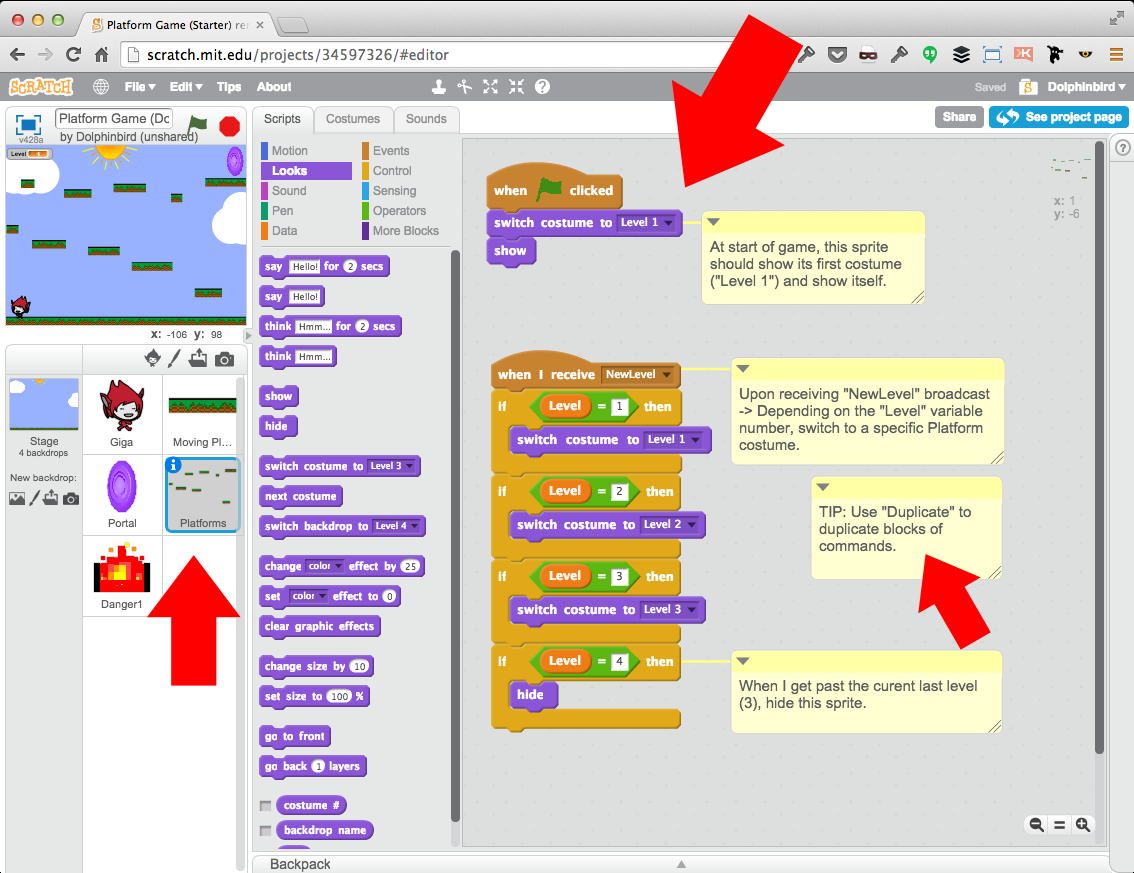 Platform Game (Starter) rem
scratch.mit.edu/projects/34597326/#editor
SCRATCH
File
Edit
Tips
About
Saved
Dolphinbird
Platform Game (Dc
by Dolphinbird (unshared)
v428a
Scripts
Costumes
Sounds
Share
See project page
Level
Motion
Events
Looks
Control
Sound
Sensing
Pen
Operators
Data
More Blocks
x: -106 y: 98
Stage
4 backdrops
New backdrop:
Giga
Moving Pl...
Portal
Platforms
Danger1
say Hello! for 2 secs
say Hello!
think Hmm... for 2 secs
think Hmm...
show
hide
switch costume to Level 3
next costume
switch backdrop to Level 4
change color effect by 25
set color effect to 0
clear graphic effects
change size by 10
set size to 100 %
go to front
go back 1 layers
costume #
backdrop name
x: 1
y: -6
when clicked
switch costume to Level 1
show
At start of game, this sprite
should show its first costume
("Level 1") and show itself.
when I receive NewLevel
if Level = 1 then
switch costume to Level 1
if Level = 2 then
switch costume to Level 2
if Level = 3 then
switch costume to Level 3
if Level = 4 then
hide
Upon receiving "NewLevel" broadcast
-> Depending on the "Level" variable
number, switch to a specific Platform
costume.
TIP: Use "Duplicate" to
duplicate blocks of
commands.
When I get past the curent last level
(3), hide this sprite.
Backpack